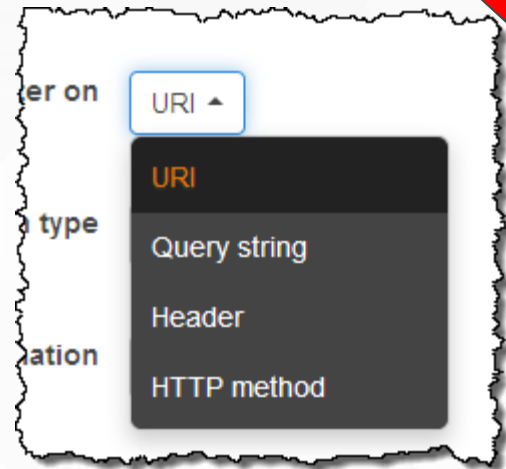 er on
URI
URI
type
Query string
Header
ation
HTTP method